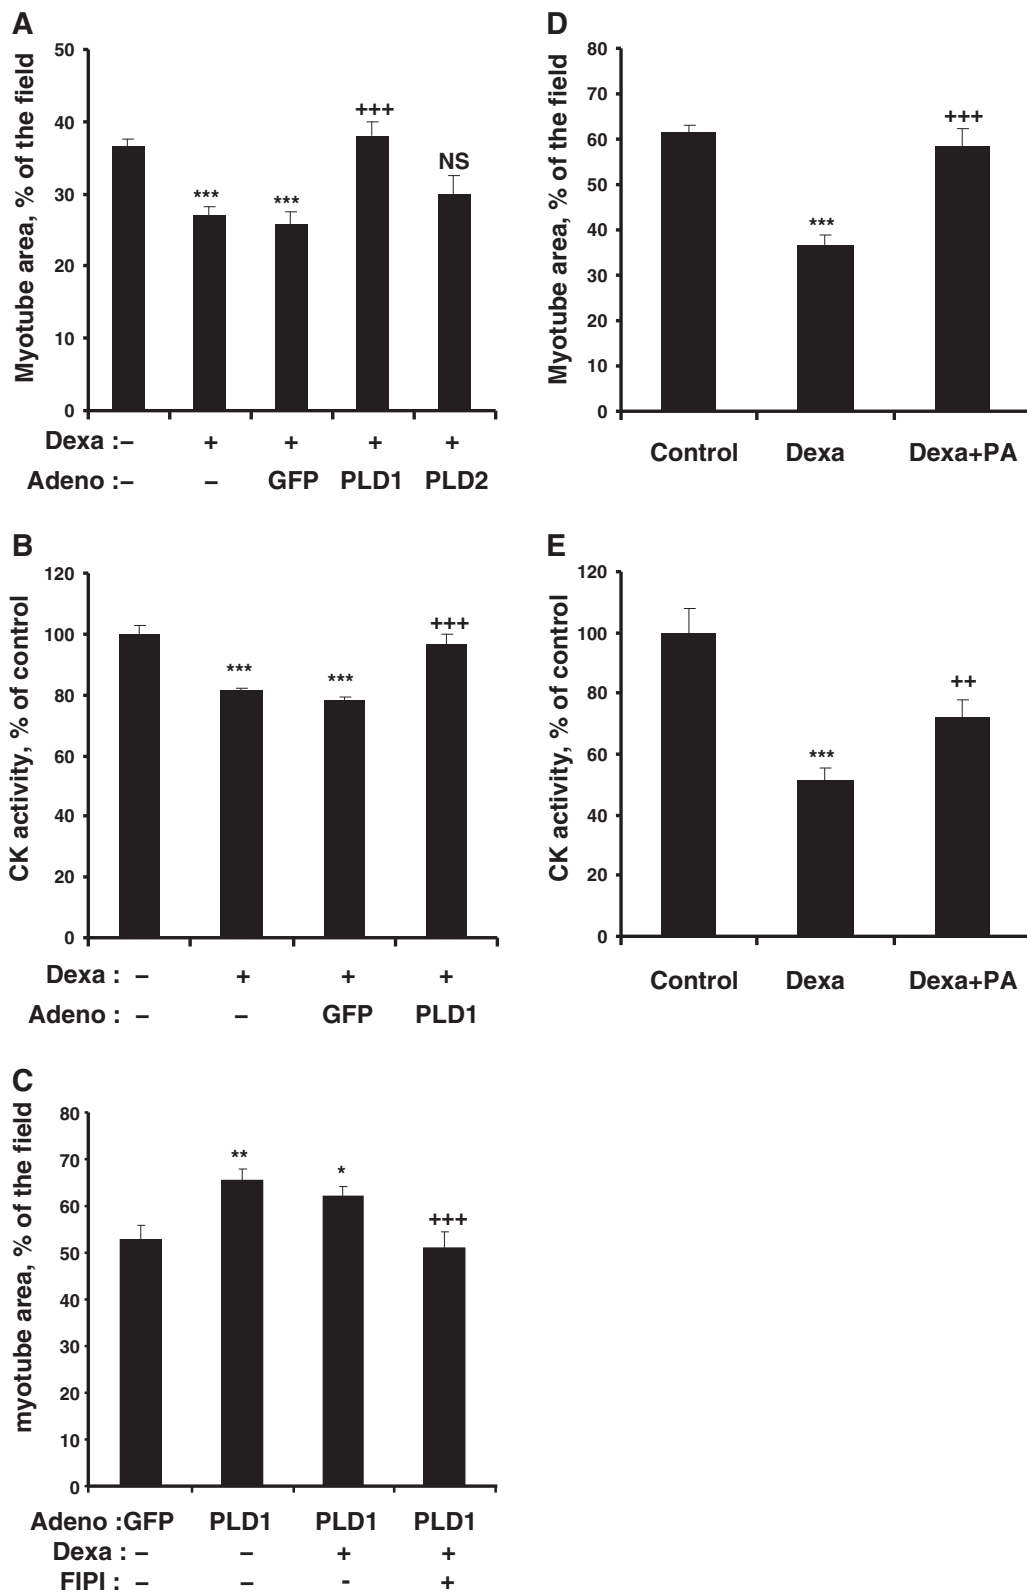 A
Myotube area, % of the field
50
40
30
20
10
0
***
***
+++
NS
Dexa :– + + + +
Adeno :– – GFP PLD1 PLD2
B
CK activity, % of control
120
100
80
60
40
20
0
***
***
+++
Dexa : – + + +
Adeno : – – GFP PLD1
C
myotube area, % of the field
80
70
60
50
40
30
20
10
0
**
*
+++
Adeno :GFP PLD1 PLD1 PLD1
Dexa : – – + +
FIPI : – – - +
D
Myotube area, % of the field
80
70
60
50
40
30
20
10
0
***
+++
Control Dexa Dexa+PA
E
CK activity, % of control
120
100
80
60
40
20
0
***
++
Control Dexa Dexa+PA